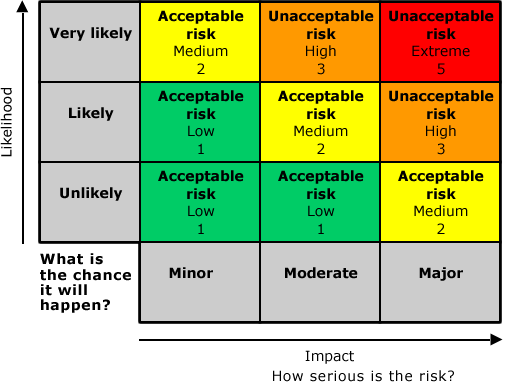 Likelihood
Very likely
Acceptable
risk
Medium
2
Unacceptable
risk
High
3
Unacceptable
risk
Extreme
5
Likely
Acceptable
risk
Low
1
Acceptable
risk
Medium
2
Unacceptable
risk
High
3
Unlikely
Acceptable
risk
Low
1
Acceptable
risk
Low
1
Acceptable
risk
Medium
2
What is
the chance
it will
happen?
Minor
Moderate
Major
Impact
How serious is the risk?